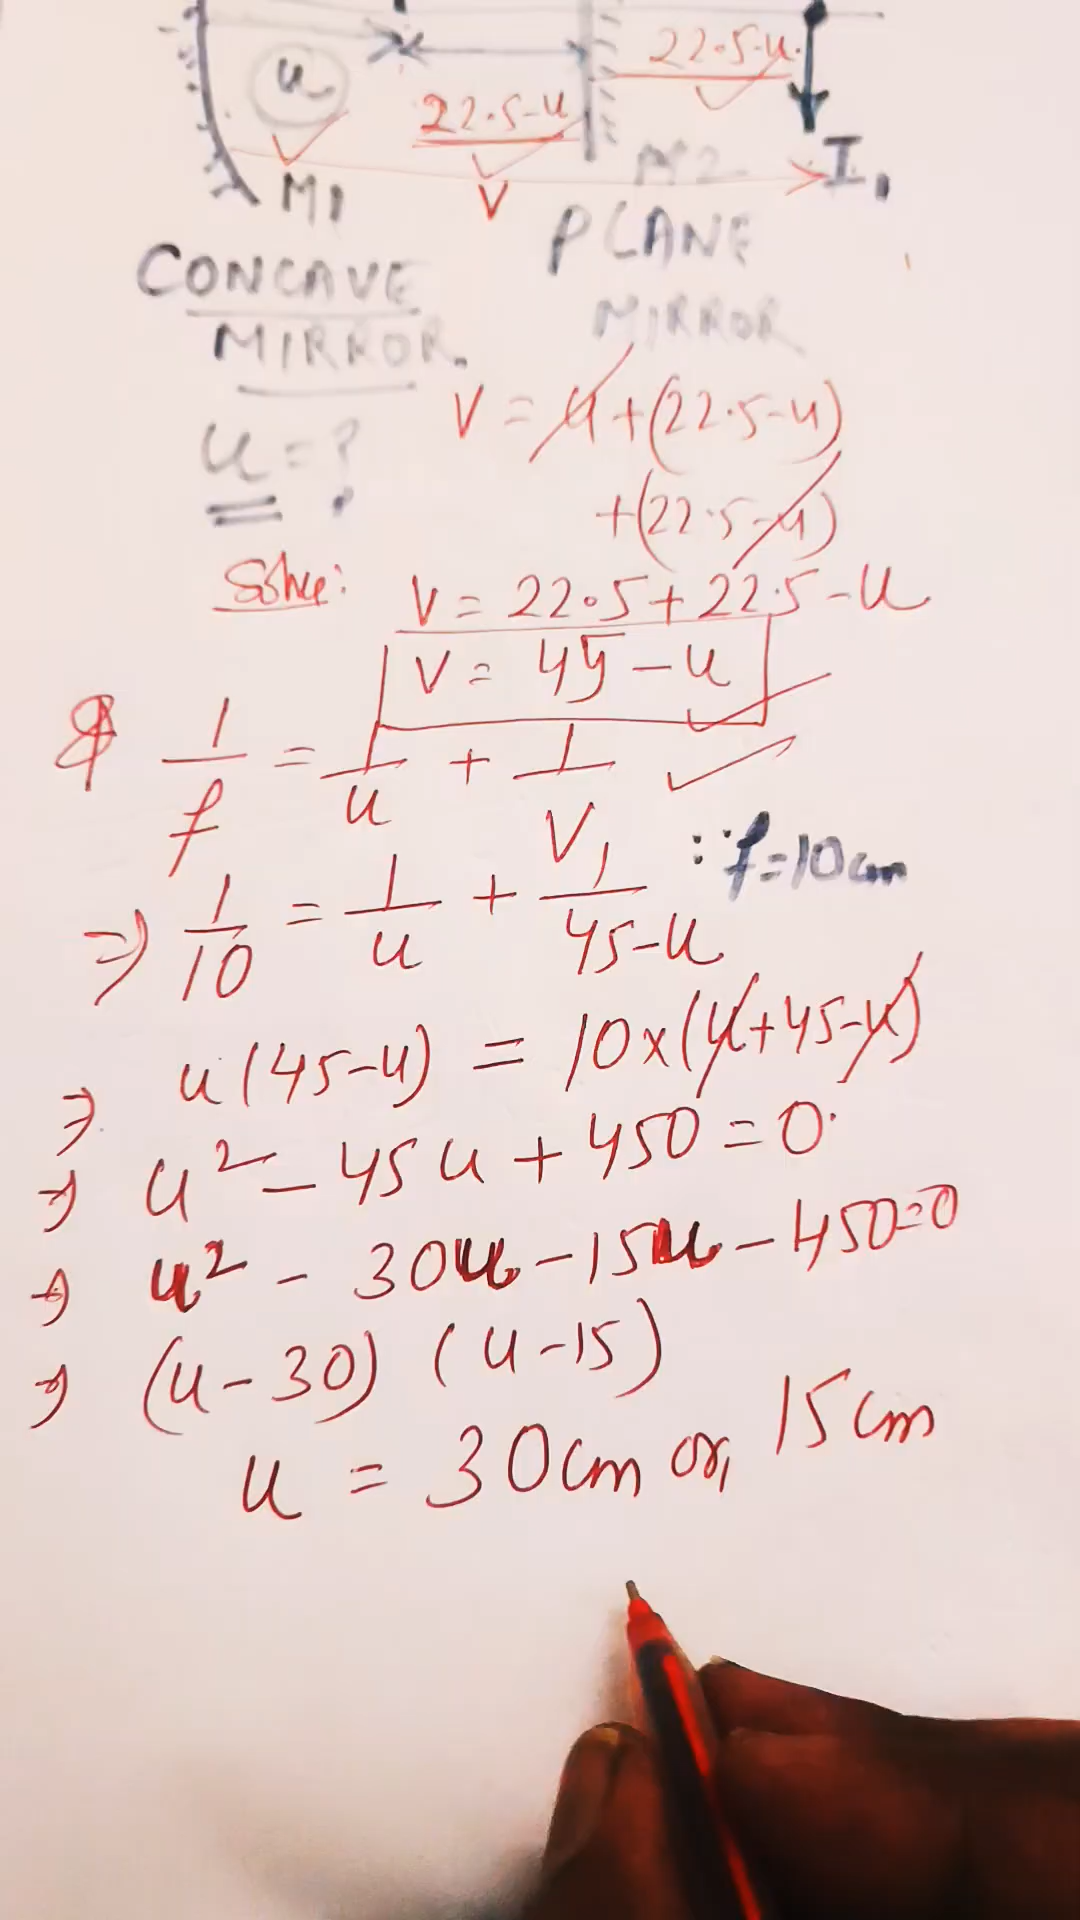 u
22.5-u
22.5-u
M1
V
M2
I1
CONCAVE
MIRROR.
PLANE
MIRROR
u = ?
V = u + (22.5-u)
+ (22.5-u)
Solve:
V = 22.5 + 22.5 - u
V = 45 - u
& 1/f = 1/u + 1/V
⇒ 1/10 = 1/u + 1/45-u
∵ f = 10cm
⇒ u(45-u) = 10x(u+45-u)
⇒ u² - 45u + 450 = 0
⇒ u² - 30u - 15u - 450 = 0
⇒ (u-30) (u-15)
u = 30cm or, 15cm